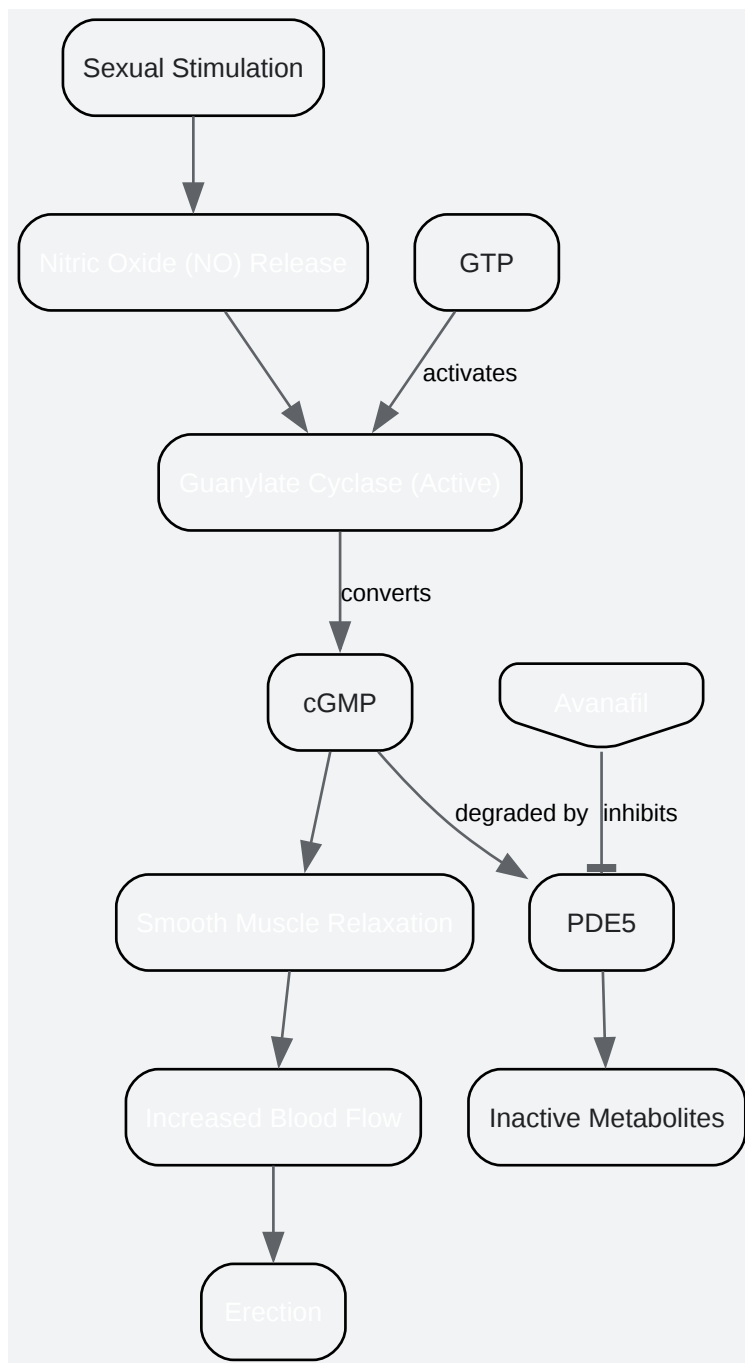 Sexual Stimulation
Nitric Oxide (NO) Release
GTP
activates
Guanylate Cyclase (Active)
converts
cGMP
Avanafil
degraded by
inhibits
Smooth Muscle Relaxation
PDE5
Increased Blood Flow
Inactive Metabolites
Erection